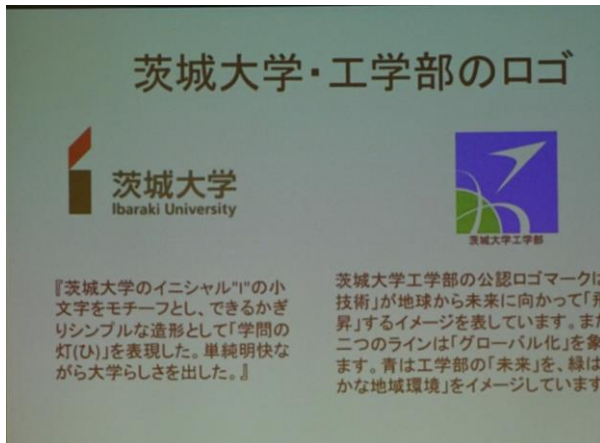 茨城大学・工学部のロゴ
茨城大学
Ibaraki University
茨城大学工学部
『茨城大学のイニシャル"I"の小
文字をモチーフとし、できるかぎ
りシンプルな造形として「学問の
灯(ひ)」を表現した。単純明快な
がら大学らしさを出した。』
茨城大学工学部の公認ロゴマークは
技術」が地球から未来に向かって「飛
昇」するイメージを表しています。また
二つのラインは「グローバル化」を象
ます。青は工学部の「未来」を、緑は
かな地域環境」をイメージしています